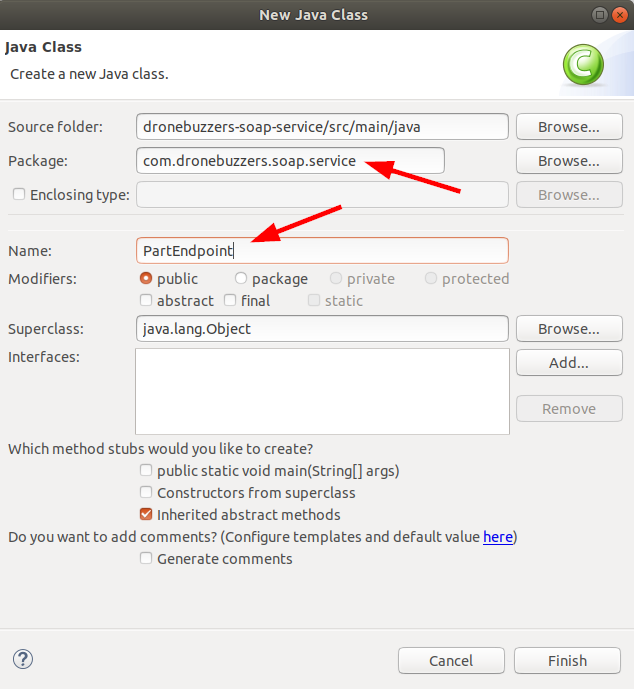 New Java Class
Java Class
Create a new Java class.
C
Source folder: dronebuzzers-soap-service/src/main/java Browse...
Package: com.dronebuzzers.soap.service Browse...
Enclosing type: Browse...
Name: PartEndpoint
Modifiers: public package private protected
abstract final static
Superclass: java.lang.Object Browse...
Interfaces: Add...
Remove
Which method stubs would you like to create?
public static void main(String[] args)
Constructors from superclass
Inherited abstract methods
Do you want to add comments? (Configure templates and default value here)
Generate comments
? Cancel Finish